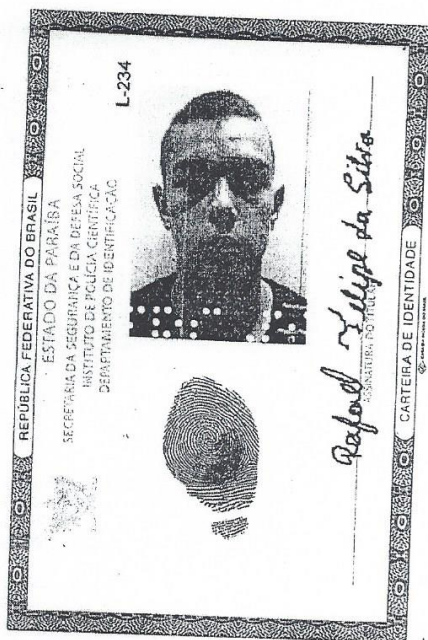 REPÚBLICA FEDERATIVA DO BRASIL
ESTADO DA PARAÍBA
SECRETARIA DA SEGURANÇA E DA DEFESA SOCIAL
INSTITUTO DE POLÍCIA CIENTÍFICA
DEPARTAMENTO DE IDENTIFICAÇÃO
L-234
Rafael Felipe da Silva
ASSINATURA DO TITULAR
CARTEIRA DE IDENTIDADE